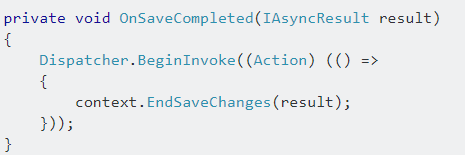 private void OnSaveCompleted(IAsyncResult result)
{
    Dispatcher.BeginInvoke((Action) (() =>
    {
        context.EndSaveChanges(result);
    }));
}